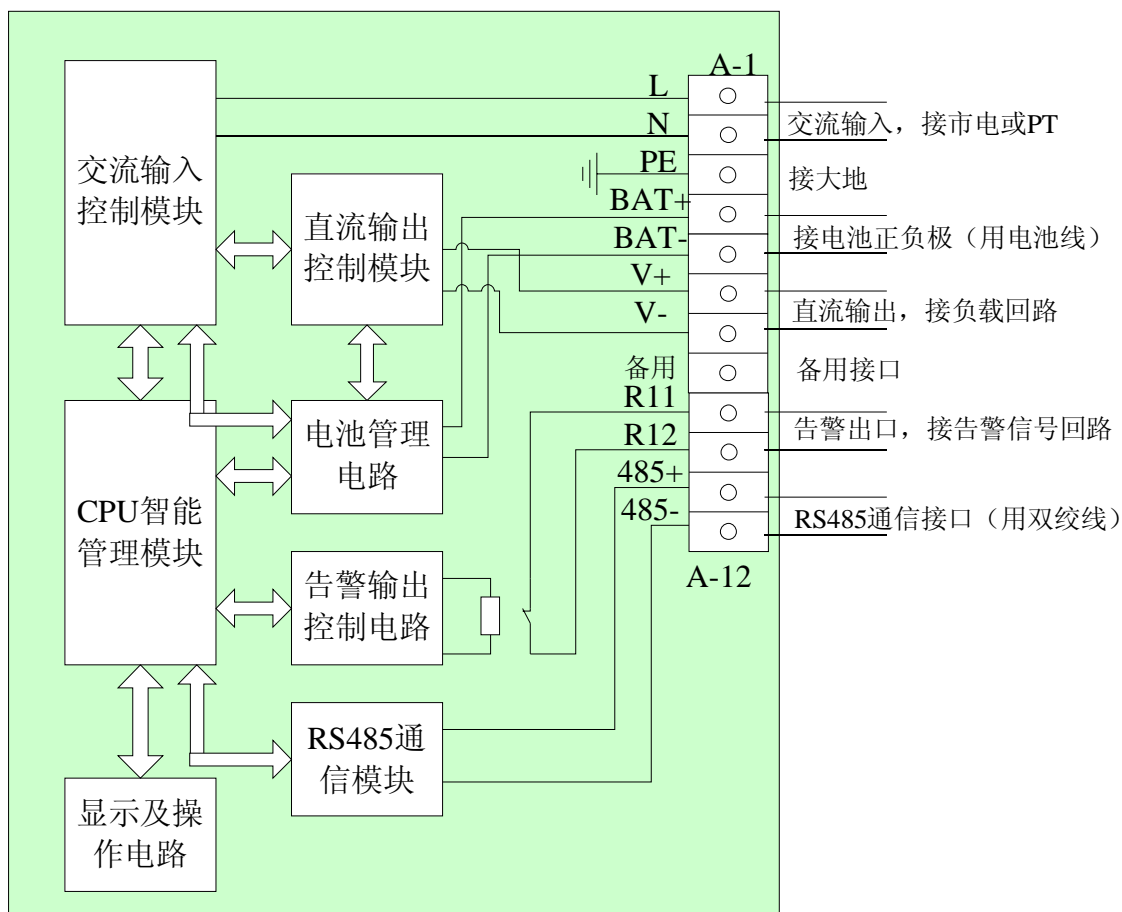 A-1
L
N
PE
BAT+
BAT-
V+
V-
备用
R11
R12
485+
485-
A-12
交流输入，接市电或PT
接大地
接电池正负极（用电池线）
直流输出，接负载回路
备用接口
告警出口，接告警信号回路
RS485通信接口（用双绞线）
交流输入
控制模块
直流输出
控制模块
电池管理
电路
CPU智能
管理模块
告警输出
控制电路
RS485通
信模块
显示及操
作电路